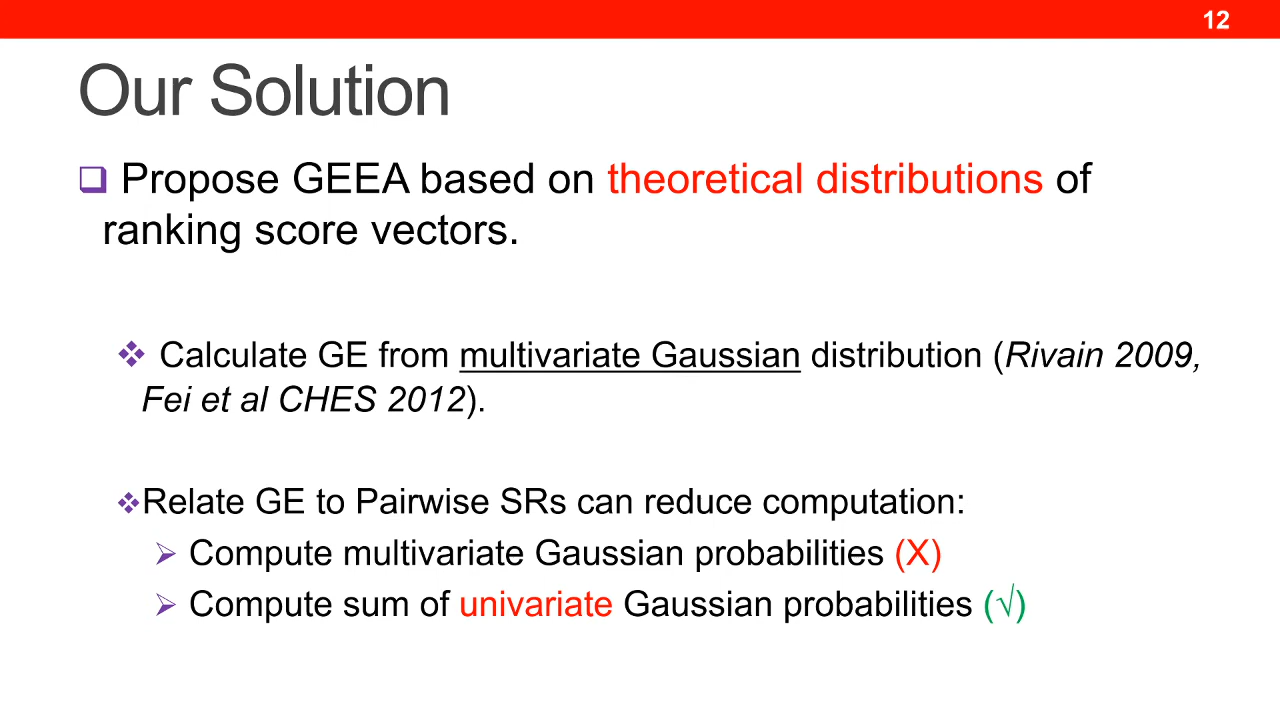 12
Our Solution
❑ Propose GEEA based on theoretical distributions of
ranking score vectors.
❖ Calculate GE from multivariate Gaussian distribution (Rivain 2009,
Fei et al CHES 2012).
❖Relate GE to Pairwise SRs can reduce computation:
➢ Compute multivariate Gaussian probabilities (X)
➢ Compute sum of univariate Gaussian probabilities (√)